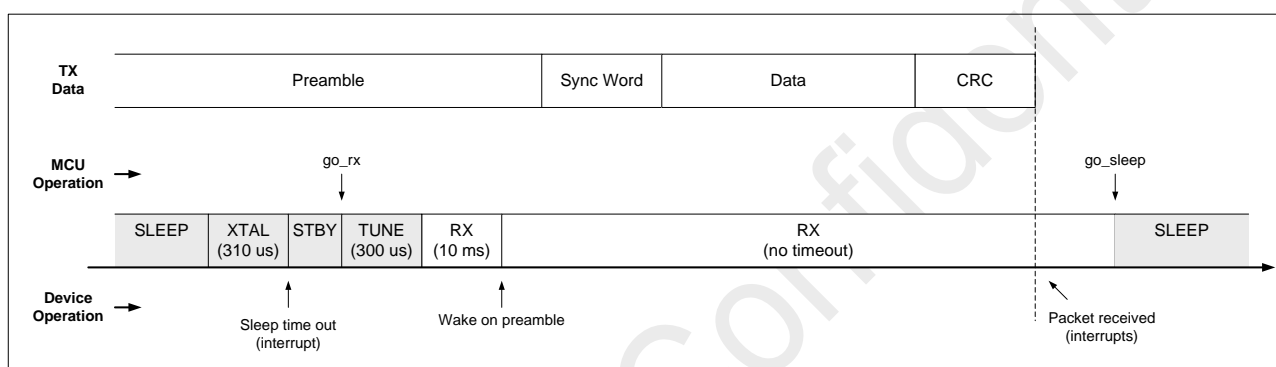 TX
Data
Preamble
Sync Word
Data
CRC
MCU
Operation
go_rx
go_sleep
SLEEP
XTAL
(310 us)
STBY
TUNE
(300 us)
RX
(10 ms)
RX
(no timeout)
SLEEP
Device
Operation
Sleep time out
(interrupt)
Wake on preamble
Packet received
(interrupts)